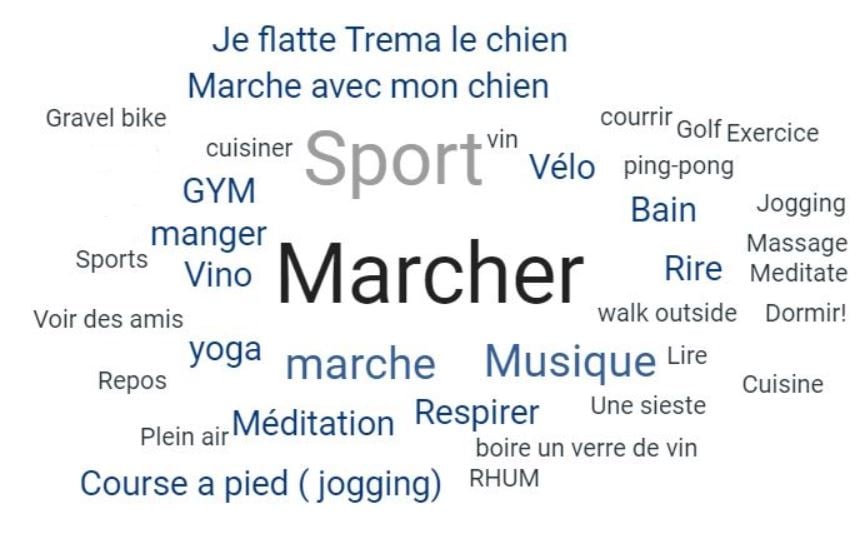 Je flatte Trema le chien
Marche avec mon chien
Gravel bike
courrir
Golf
Exercice
cuisiner
Sport
vin
Vélo
ping-pong
GYM
Bain
Jogging
manger
Massage
Sports
Vino
Marcher
Rire
Meditate
Voir des amis
walk outside
Dormir!
yoga
marche
Musique
Lire
Repos
Cuisine
Plein air
Méditation
Respirer
Une sieste
boire un verre de vin
Course a pied ( jogging)
RHUM